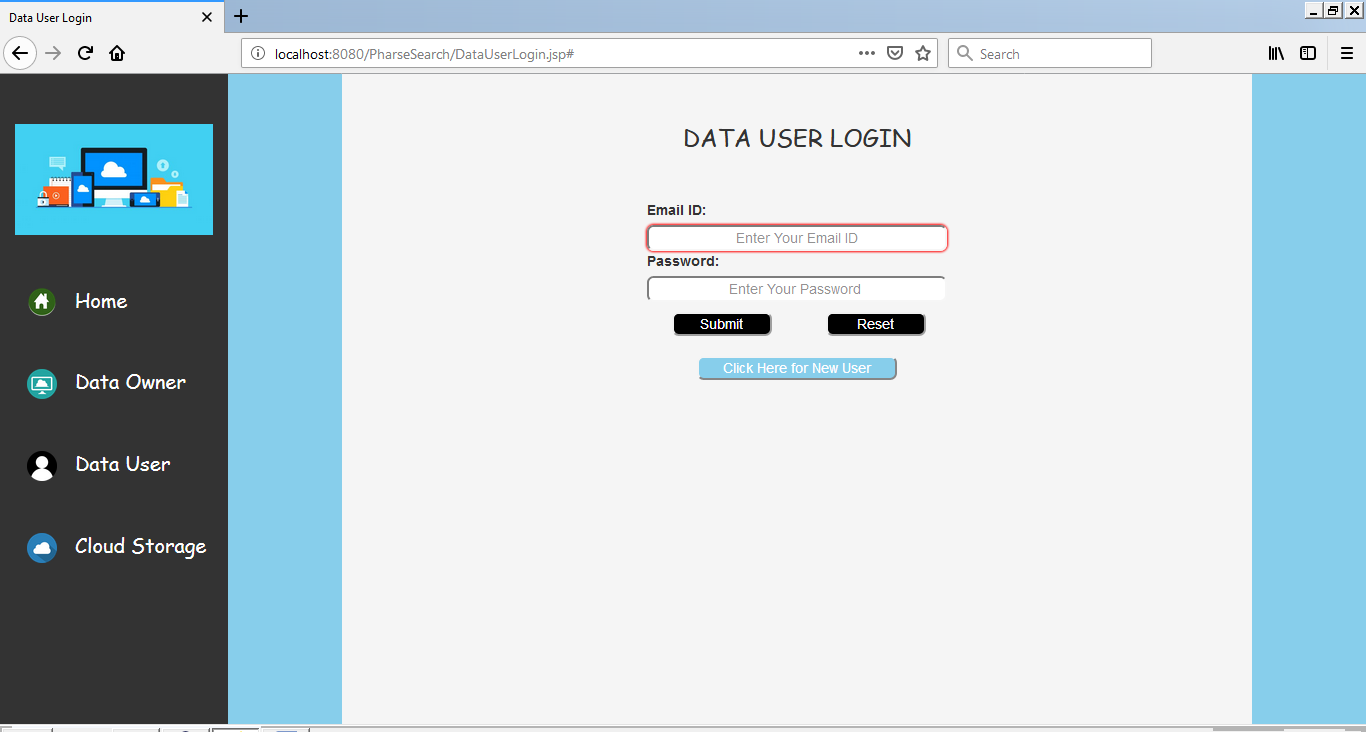 Data User Login
localhost:8080/PharseSearch/DataUserLogin.jsp#
Search
Home
Data Owner
Data User
Cloud Storage
DATA USER LOGIN
Email ID:
Enter Your Email ID
Password:
Enter Your Password
Submit Reset
Click Here for New User